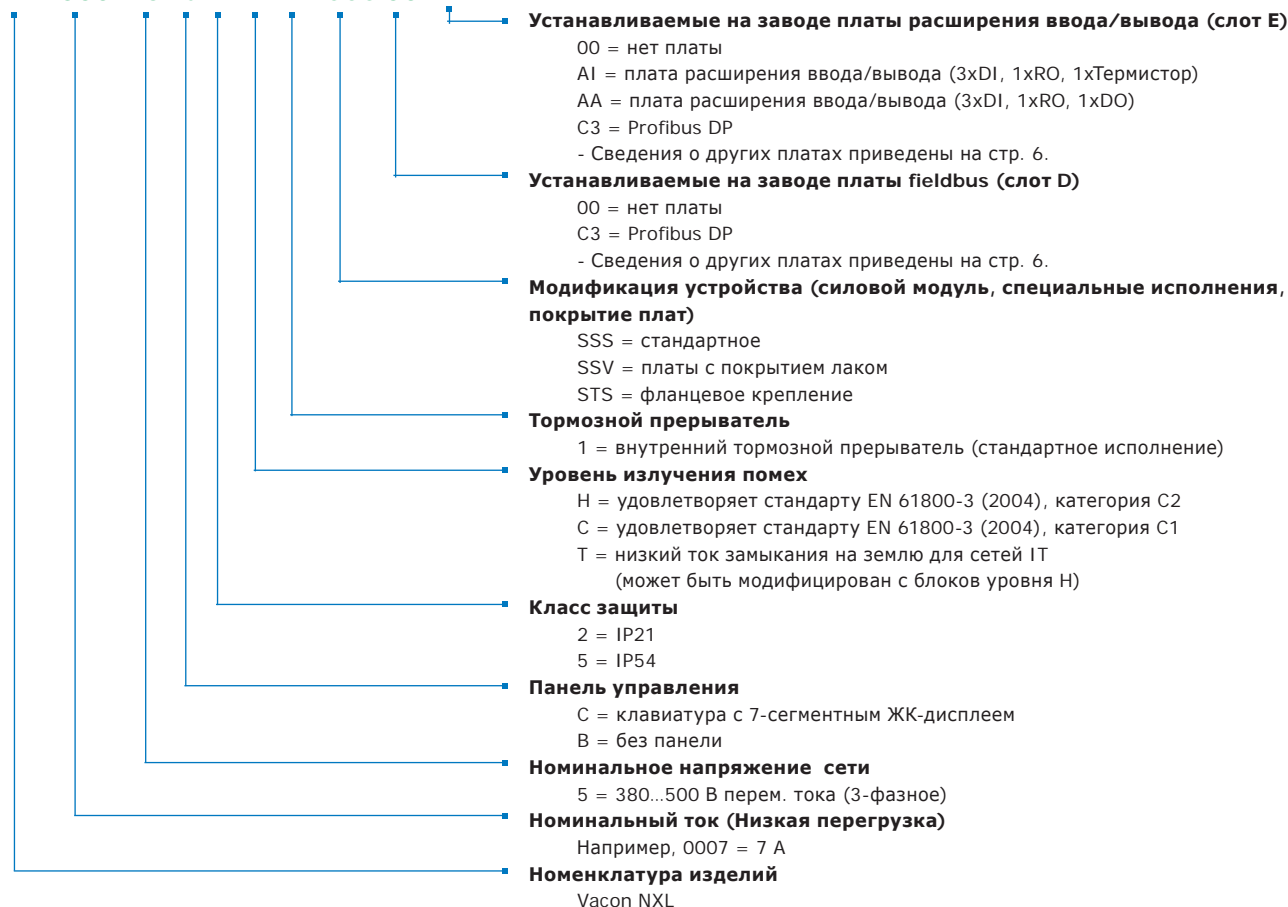 Устанавливаемые на заводе платы расширения ввода/вывода (слот E)
00 = нет платы
AI = плата расширения ввода/вывода (3xDI, 1xRO, 1xТермистор)
AA = плата расширения ввода/вывода (3xDI, 1xRO, 1xDO)
C3 = Profibus DP
- Сведения о других платах приведены на стр. 6.
Устанавливаемые на заводе платы fieldbus (слот D)
00 = нет платы
C3 = Profibus DP
- Сведения о других платах приведены на стр. 6.
Модификация устройства (силовой модуль, специальные исполнения,
покрытие плат)
SSS = стандартное
SSV = платы с покрытием лаком
STS = фланцевое крепление
Тормозной прерыватель
1 = внутренний тормозной прерыватель (стандартное исполнение)
Уровень излучения помех
H = удовлетворяет стандарту EN 61800-3 (2004), категория C2
C = удовлетворяет стандарту EN 61800-3 (2004), категория C1
T = низкий ток замыкания на землю для сетей IT
(может быть модифицирован с блоков уровня H)
Класс защиты
2 = IP21
5 = IP54
Панель управления
C = клавиатура с 7-сегментным ЖК-дисплеем
B = без панели
Номинальное напряжение сети
5 = 380...500 В перем. тока (3-фазное)
Номинальный ток (Низкая перегрузка)
Например, 0007 = 7 А
Номенклатура изделий
Vacon NXL